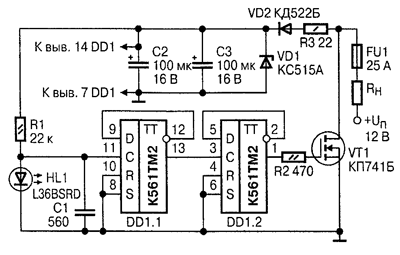 VD2 КД522Б
R3 22
К выв. 14 DD1
C2
100 мк
16 В
C3
100 мк
16 В
VD1
КС515А
FU1
25 А
Rн
К выв. 7 DD1
+Uп
12 В
R1
22 к
9
D
TT
12
5
D
TT
2
11
C
13
3
C
1
10
R
4
R
8
S
6
S
К561ТМ2
К561ТМ2
R2 470
VT1
КП741Б
HL1
L36BSRD
C1
560
DD1.1
DD1.2